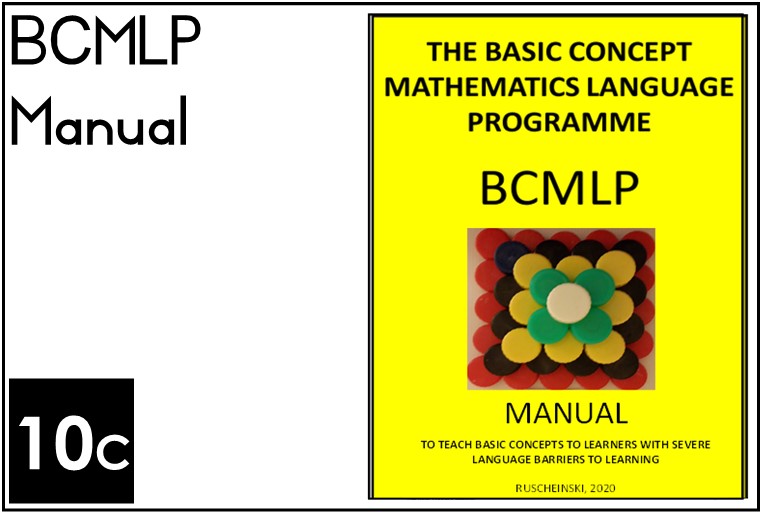 BCMLP
Manual
10c
THE BASIC CONCEPT
MATHEMATICS LANGUAGE
PROGRAMME
BCMLP
MANUAL
TO TEACH BASIC CONCEPTS TO LEARNERS WITH SEVERE
LANGUAGE BARRIERS TO LEARNING
RUSCHEINSKI, 2020